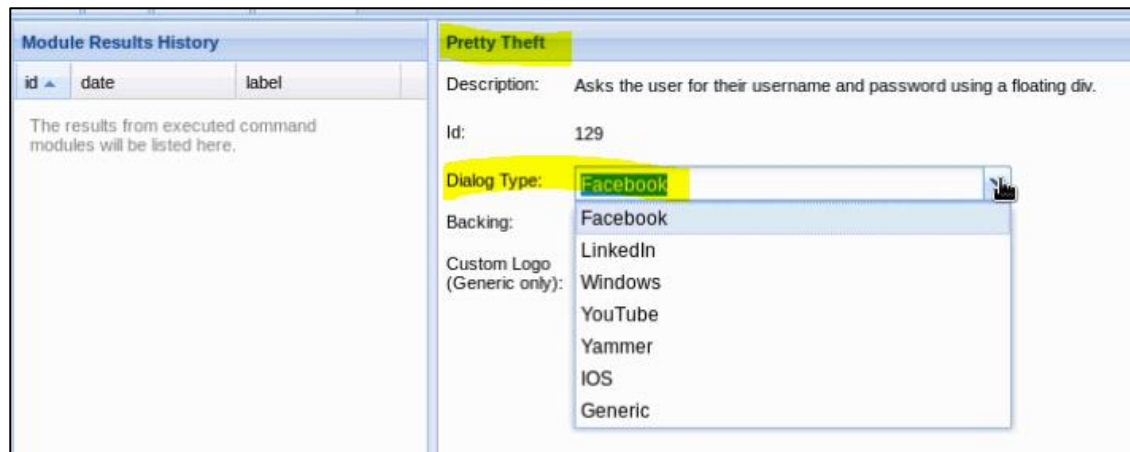 Module Results History
id date label
The results from executed command
modules will be listed here.
Pretty Theft
Description: Asks the user for their username and password using a floating div.
Id: 129
Dialog Type: Facebook
Backing:
Custom Logo
(Generic only):
Facebook
LinkedIn
Windows
YouTube
Yammer
IOS
Generic